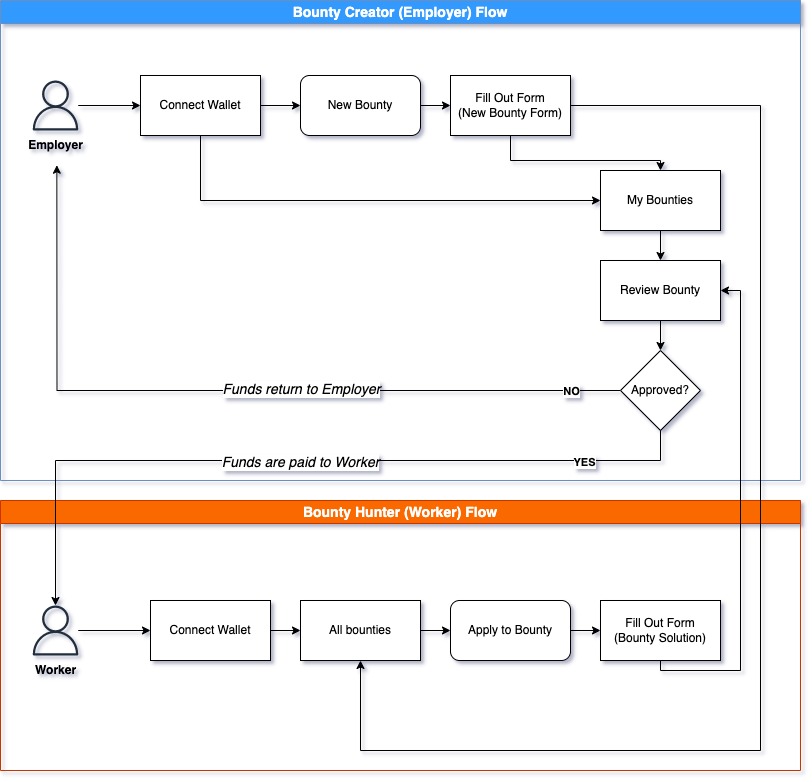 Bounty Creator (Employer) Flow
Connect Wallet
New Bounty
Fill Out Form
(New Bounty Form)
Employer
My Bounties
Review Bounty
Approved?
NO
Funds return to Employer
YES
Funds are paid to Worker
Bounty Hunter (Worker) Flow
Connect Wallet
All bounties
Apply to Bounty
Fill Out Form
(Bounty Solution)
Worker